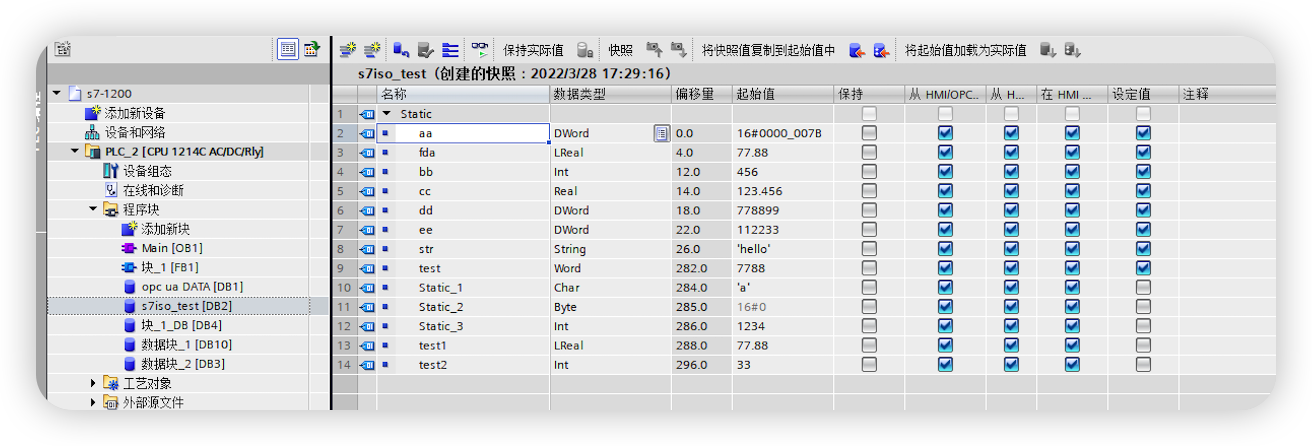 保持实际值 快照 将快照值复制到起始值中 将起始值加载为实际值
s7iso_test (创建的快照：2022/3/28 17:29:16)
s7-1200
添加新设备
设备和网络
PLC_2 [CPU 1214C AC/DC/Rly]
设备组态
在线和诊断
程序块
添加新块
Main [OB1]
块_1 [FB1]
opc ua DATA [DB1]
s7iso_test [DB2]
块_1_DB [DB4]
数据块_1 [DB10]
数据块_2 [DB3]
工艺对象
外部源文件
名称 数据类型 偏移量 起始值 保持 从 HMI/OPC... 从 H... 在 HMI ... 设定值 注释
1 Static
2 aa DWord 0.0 16#0000_007B
3 fda LReal 4.0 77.88
4 bb Int 12.0 456
5 cc Real 14.0 123.456
6 dd DWord 18.0 778899
7 ee DWord 22.0 112233
8 str String 26.0 'hello'
9 test Word 282.0 7788
10 Static_1 Char 284.0 'a'
11 Static_2 Byte 285.0 16#0
12 Static_3 Int 286.0 1234
13 test1 LReal 288.0 77.88
14 test2 Int 296.0 33